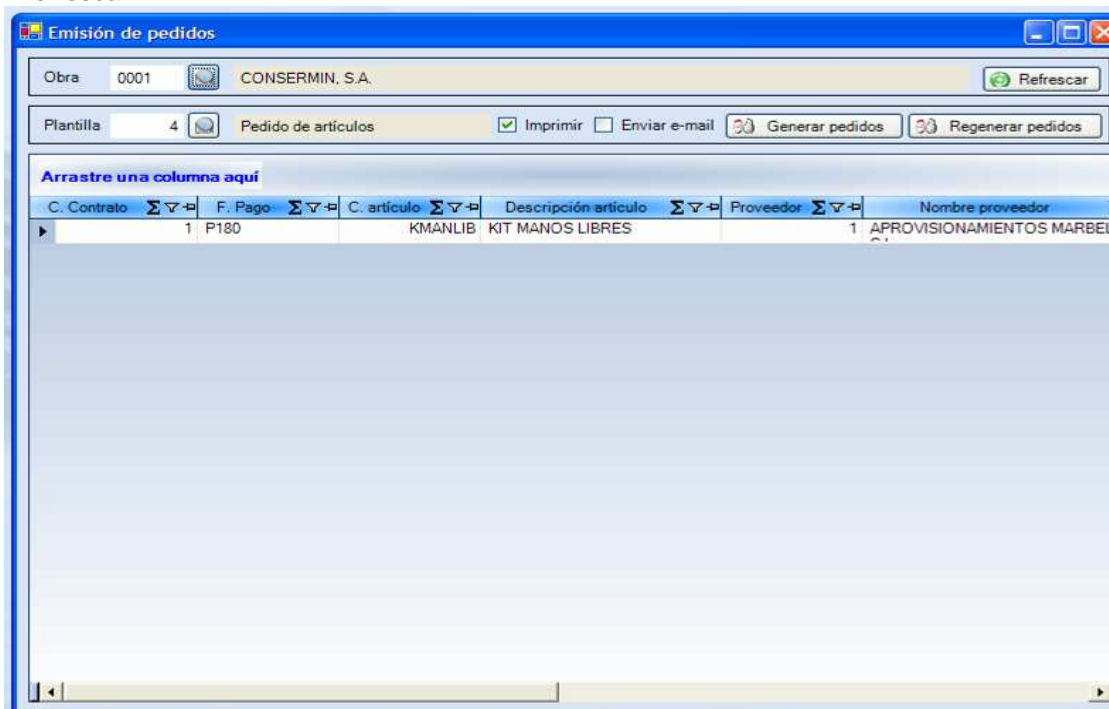 Emisión de pedidos
Obra 0001 CONSERMIN, S.A. Refrescar
Plantilla 4 Pedido de artículos Imprimir Enviar e-mail Generar pedidos Regenerar pedidos
Arrastre una columna aquí
C. Contrato F. Pago C. artículo Descripción artículo Proveedor Nombre proveedor
1 P180 KMANLIB KIT MANOS LIBRES 1 APROVISIONAMIENTOS MARBEL